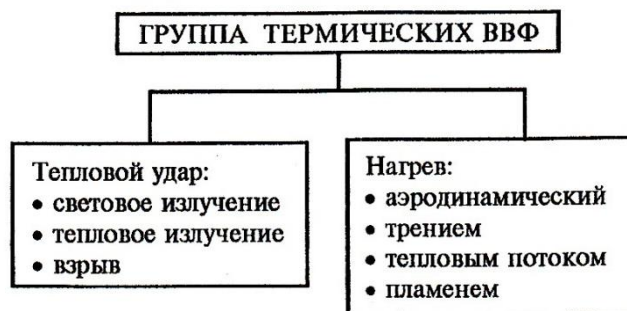 ГРУППА ТЕРМИЧЕСКИХ ВВФ
Тепловой удар:
• световое излучение
• тепловое излучение
• взрыв
Нагрев:
• аэродинамический
• трением
• тепловым потоком
• пламенем